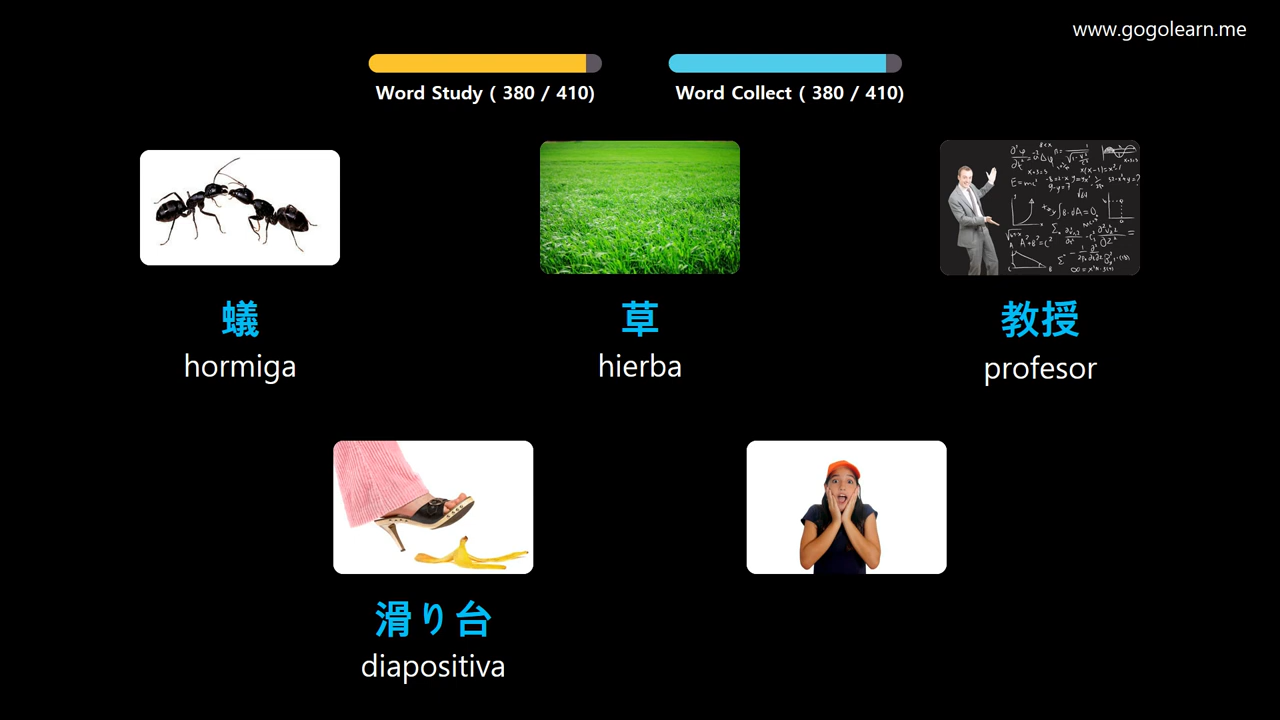 www.gogolearn.me
Word Study ( 380 / 410)
Word Collect ( 380 / 410)
蟻
hormiga
草
hierba
教授
profesor
滑り台
diapositiva